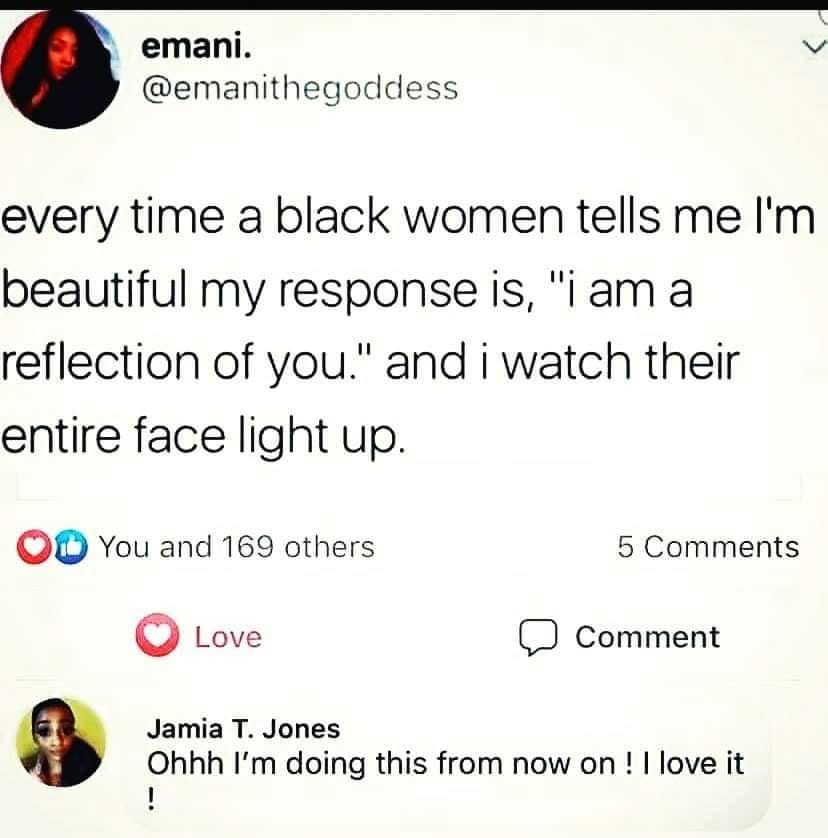 emani.
@emanithegoddess
every time a black women tells me I'm
beautiful my response is, "i am a
reflection of you." and i watch their
entire face light up.
You and 169 others
5 Comments
Love
Comment
Jamia T. Jones
Ohhh I'm doing this from now on ! I love it
!